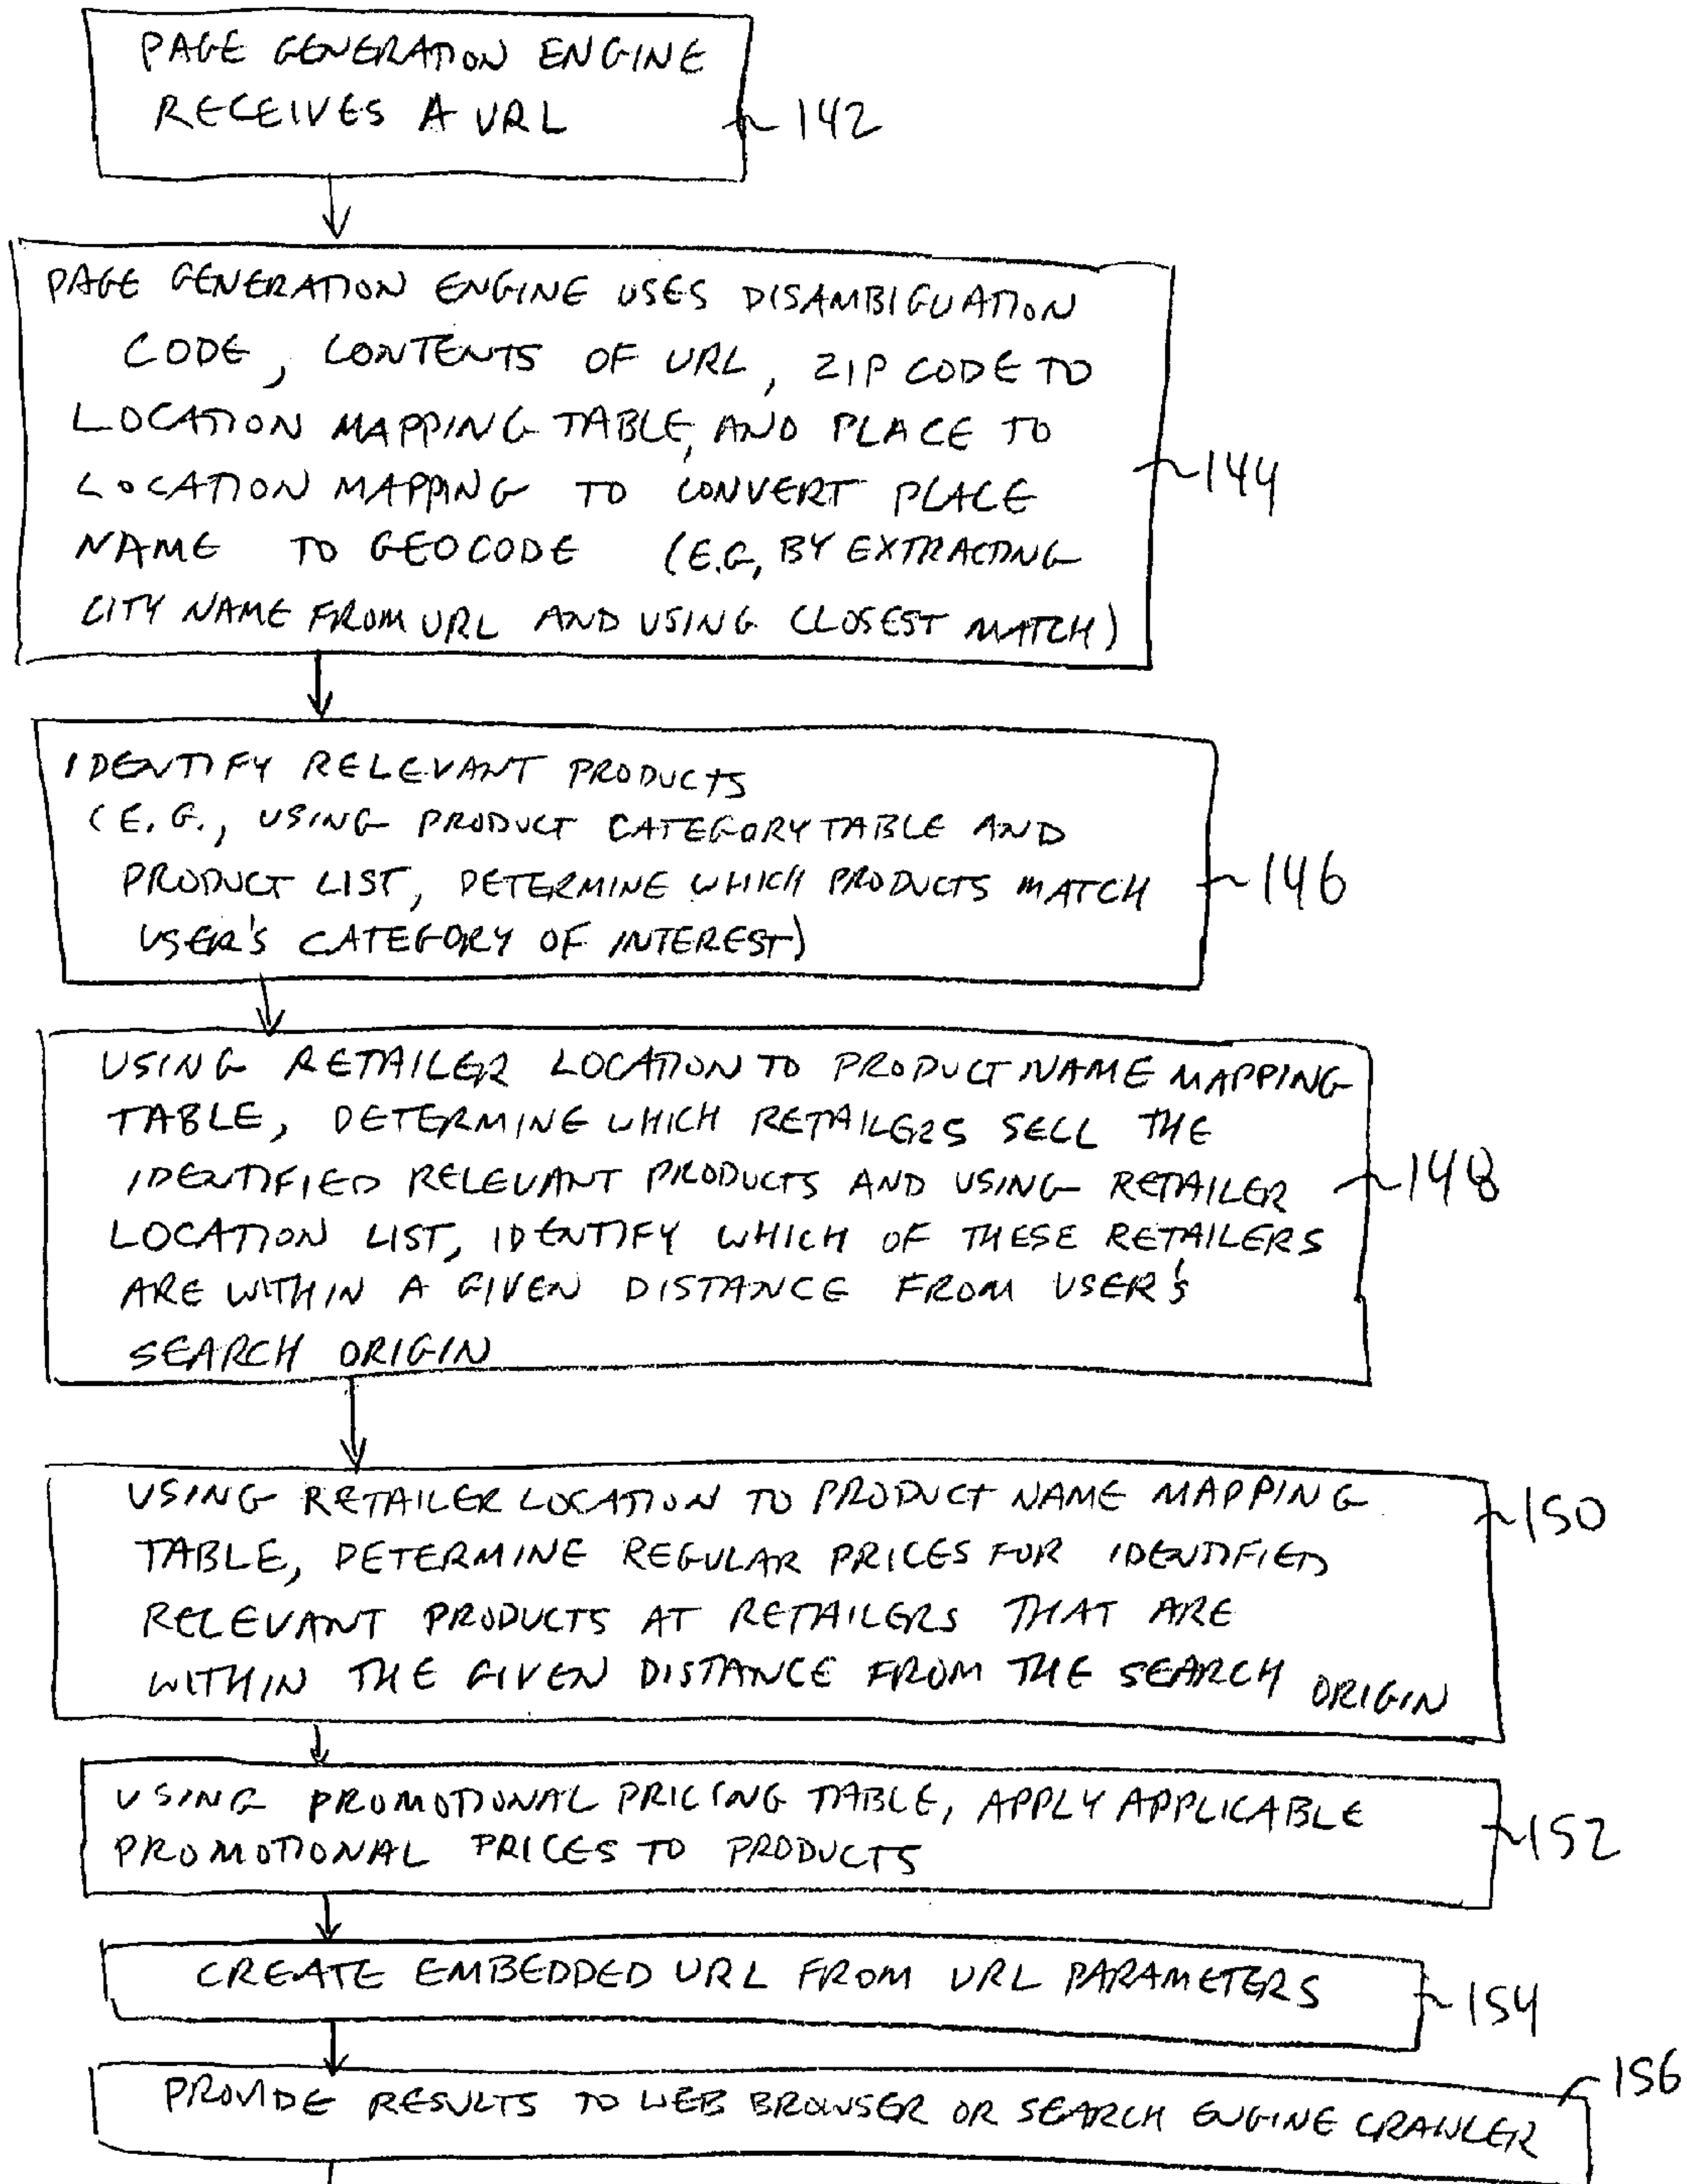 PAGE GENERATION ENGINE
RECEIVES A URL
142
PAGE GENERATION ENGINE USES DISAMBIGUATION
CODE, CONTENTS OF URL, ZIP CODE TO
LOCATION MAPPING TABLE, AND PLACE TO
LOCATION MAPPING TO CONVERT PLACE
NAME TO GEOCODE (E.G, BY EXTRACTING
CITY NAME FROM URL AND USING CLOSEST MATCH)
144
IDENTIFY RELEVANT PRODUCTS
(E.G., USING PRODUCT CATEGORY TABLE AND
PRODUCT LIST, DETERMINE WHICH PRODUCTS MATCH
USER'S CATEGORY OF INTEREST)
146
USING RETAILER LOCATION TO PRODUCT NAME MAPPING
TABLE, DETERMINE WHICH RETAILERS SELL THE
IDENTIFIED RELEVANT PRODUCTS AND USING RETAILER
LOCATION LIST, IDENTIFY WHICH OF THESE RETAILERS
ARE WITHIN A GIVEN DISTANCE FROM USER'S
SEARCH ORIGIN
148
USING RETAILER LOCATION TO PRODUCT NAME MAPPING
TABLE, DETERMINE REGULAR PRICES FOR IDENTIFIED
RELEVANT PRODUCTS AT RETAILERS THAT ARE
WITHIN THE GIVEN DISTANCE FROM THE SEARCH ORIGIN
150
USING PROMOTIONAL PRICING TABLE, APPLY APPLICABLE
PROMOTIONAL PRICES TO PRODUCTS
152
CREATE EMBEDDED URL FROM URL PARAMETERS
154
PROVIDE RESULTS TO WEB BROWSER OR SEARCH ENGINE CRAWLER
156